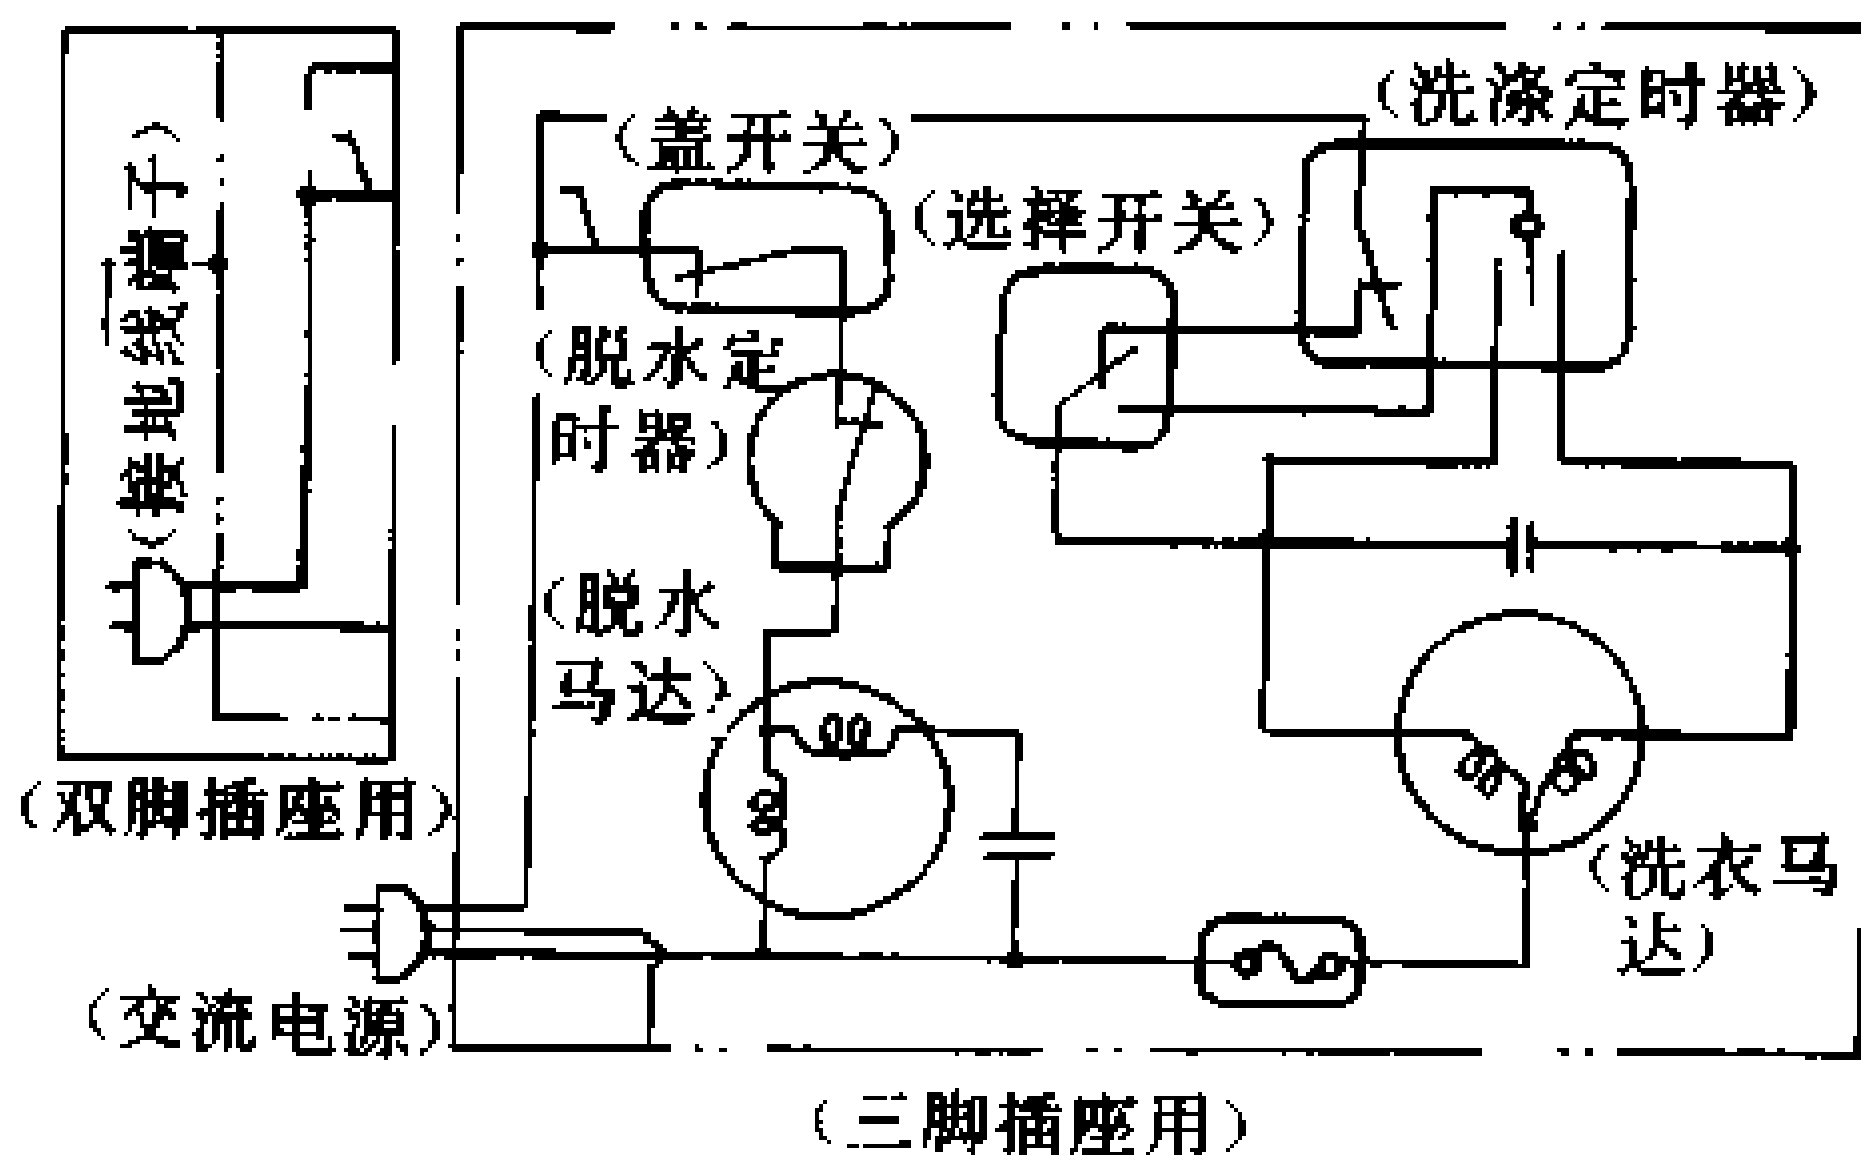 (洗涤定时器)
(盖开关)
(选择开关)
(接地线端子)
(脱水定
时器)
(脱水
马达)
(双脚插座用)
(洗衣马
达)
(交流电源)
(三脚插座用)